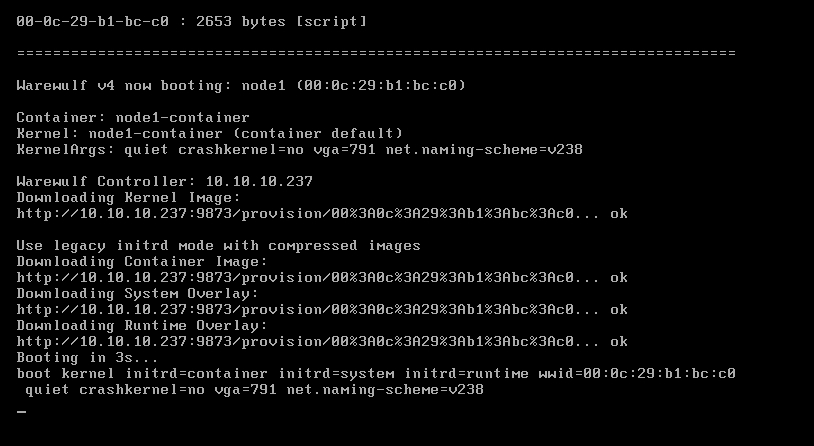 00-0c-29-b1-bc-c0 : 2653 bytes [script]
================================================================================
Warewulf v4 now booting: node1 (00:0c:29:b1:bc:c0)
Container: node1-container
Kernel: node1-container (container default)
KernelArgs: quiet crashkernel=no vga=791 net.naming-scheme=v238
Warewulf Controller: 10.10.10.237
Downloading Kernel Image:
http://10.10.10.237:9873/provision/00%3A0c%3A29%3Ab1%3Abc%3Ac0... ok
Use legacy initrd mode with compressed images
Downloading Container Image:
http://10.10.10.237:9873/provision/00%3A0c%3A29%3Ab1%3Abc%3Ac0... ok
Downloading System Overlay:
http://10.10.10.237:9873/provision/00%3A0c%3A29%3Ab1%3Abc%3Ac0... ok
Downloading Runtime Overlay:
http://10.10.10.237:9873/provision/00%3A0c%3A29%3Ab1%3Abc%3Ac0... ok
Booting in 3s...
boot kernel initrd=container initrd=system initrd=runtime wwid=00:0c:29:b1:bc:c0
 quiet crashkernel=no vga=791 net.naming-scheme=v238
_